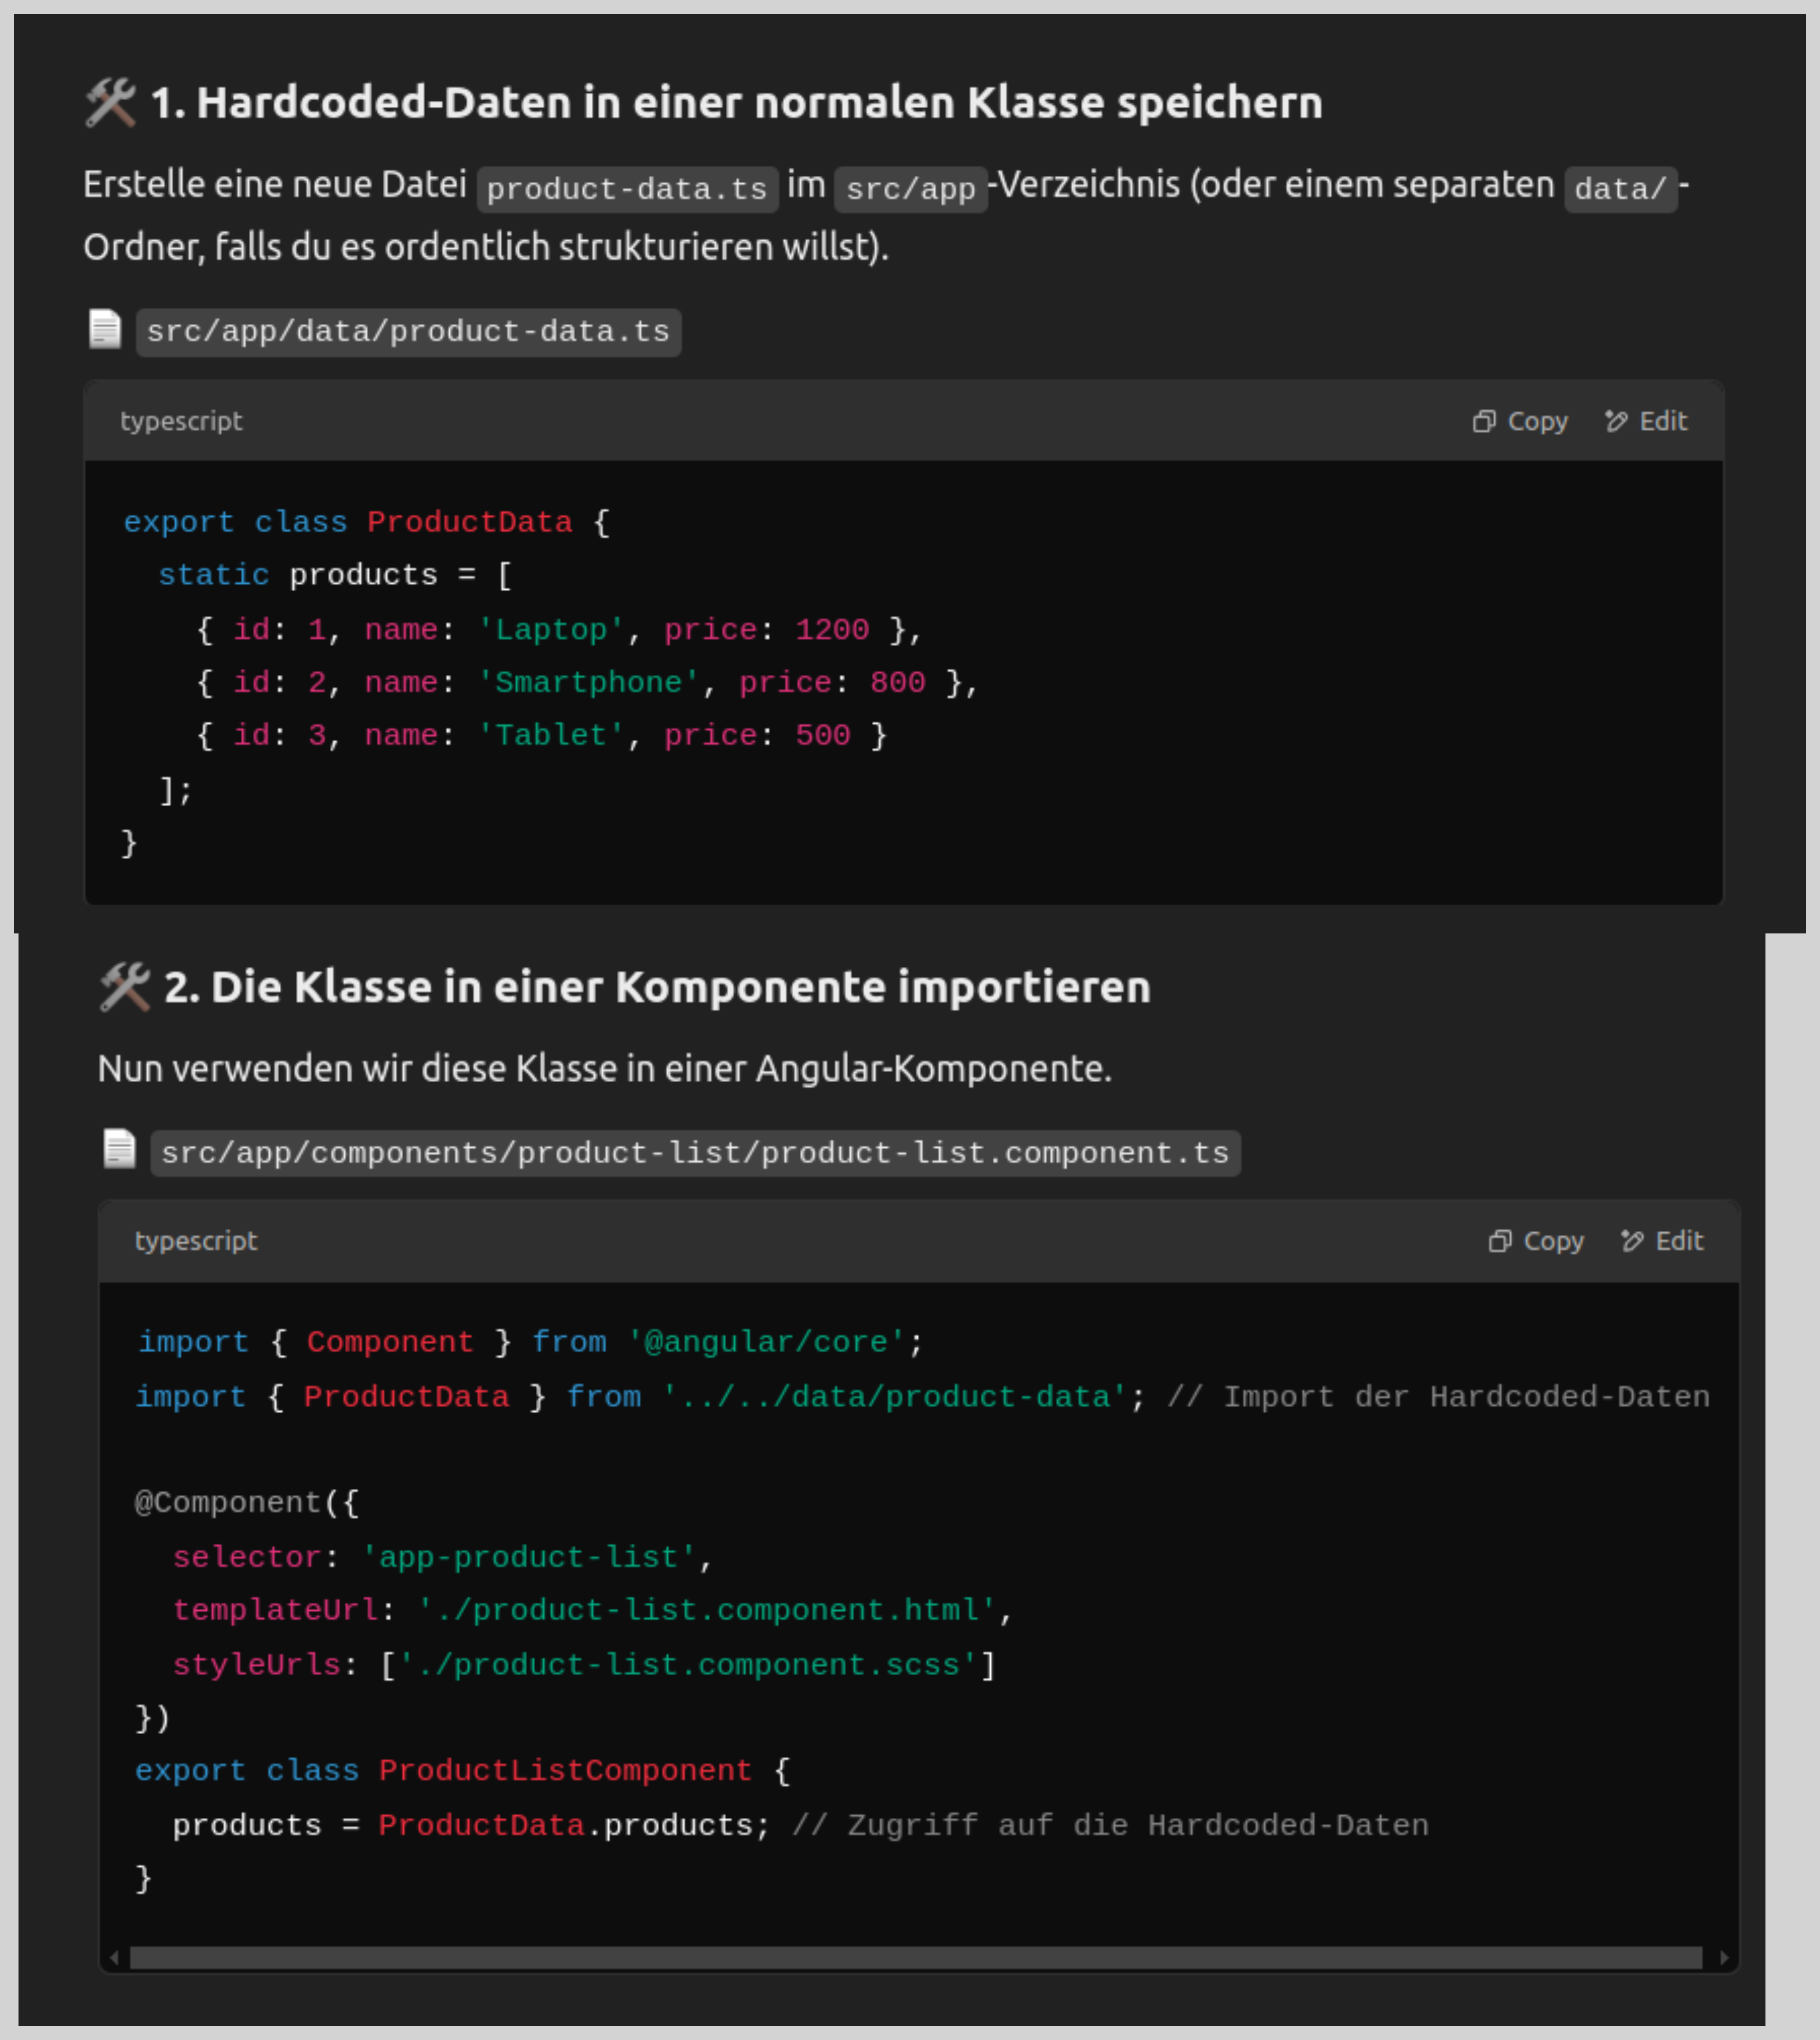 🛠 1. Hardcoded-Daten in einer normalen Klasse speichern
Erstelle eine neue Datei product-data.ts im src/app-Verzeichnis (oder einem separaten data/-
Ordner, falls du es ordentlich strukturieren willst).
📄 src/app/data/product-data.ts
typescript Copy Edit
export class ProductData {
  static products = [
    { id: 1, name: 'Laptop', price: 1200 },
    { id: 2, name: 'Smartphone', price: 800 },
    { id: 3, name: 'Tablet', price: 500 }
  ];
}
🛠 2. Die Klasse in einer Komponente importieren
Nun verwenden wir diese Klasse in einer Angular-Komponente.
📄 src/app/components/product-list/product-list.component.ts
typescript Copy Edit
import { Component } from '@angular/core';
import { ProductData } from '../../data/product-data'; // Import der Hardcoded-Daten
@Component({
  selector: 'app-product-list',
  templateUrl: './product-list.component.html',
  styleUrls: ['./product-list.component.scss']
})
export class ProductListComponent {
  products = ProductData.products; // Zugriff auf die Hardcoded-Daten
}